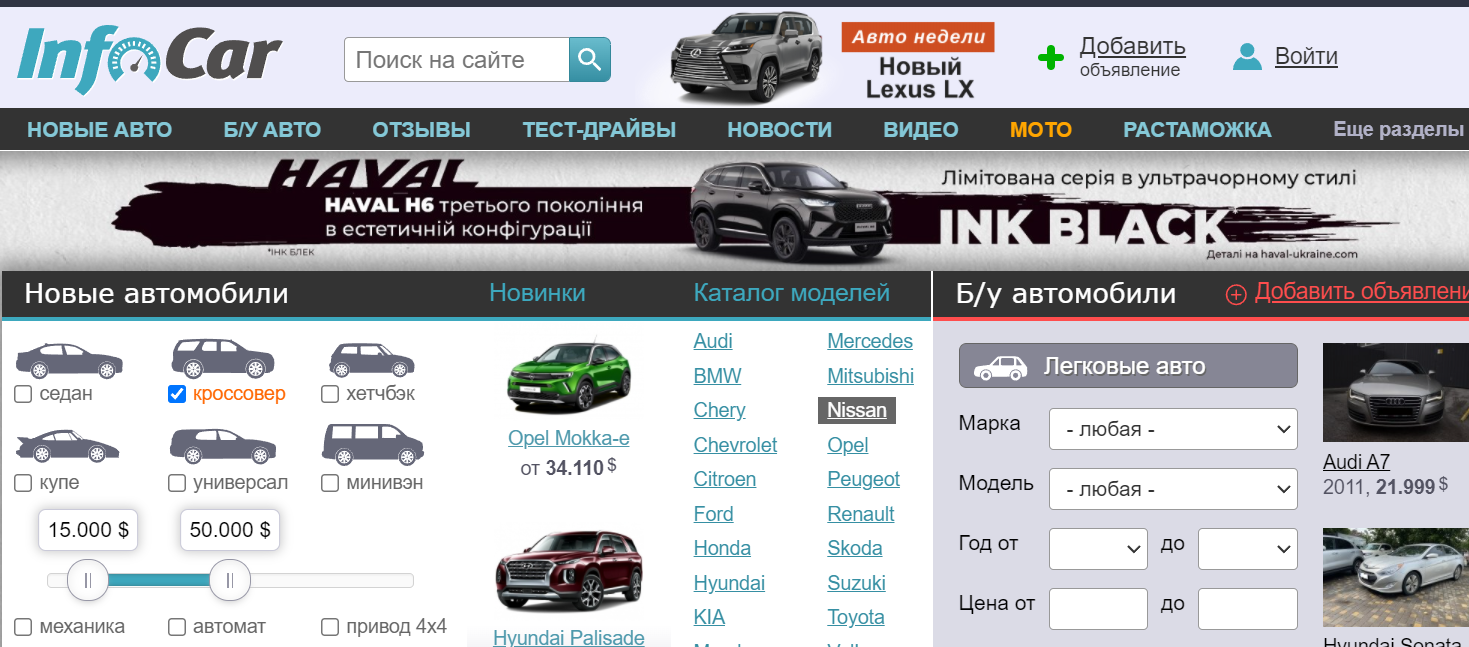 InfoCar
Поиск на сайте
Авто недели
Новый
Lexus LX
Добавить
объявление
Войти
НОВЫЕ АВТО Б/У АВТО ОТЗЫВЫ ТЕСТ-ДРАЙВЫ НОВОСТИ ВИДЕО МОТО РАСТАМОЖКА Еще разделы
HAVAL
HAVAL H6 третього покоління
в естетичній конфігурації
*ІНК БЛЕК
Лімітована серія в ультрачорному стилі
INK BLACK
Деталі на haval-ukraine.com
Новые автомобили
седан кроссовер хетчбэк
купе универсал минивэн
15.000 $ 50.000 $
механика автомат привод 4x4
Новинки
Opel Mokka-e
от 34.110 $
Hyundai Palisade
Каталог моделей
Audi
BMW
Chery
Chevrolet
Citroen
Ford
Honda
Hyundai
KIA
Mercedes
Mitsubishi
Nissan
Opel
Peugeot
Renault
Skoda
Suzuki
Toyota
Б/у автомобили
Добавить объявлени
Легковые авто
Марка - любая -
Модель - любая -
Год от до
Цена от до
Audi A7
2011, 21.999 $
Hyundai Sonata